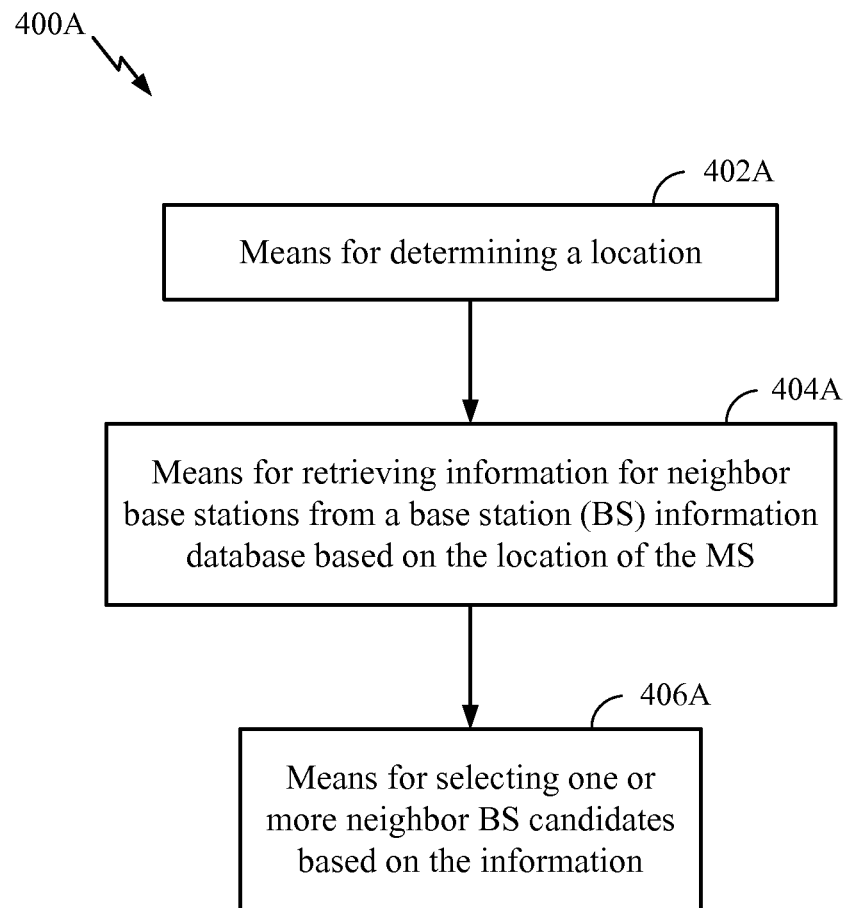 400A
402A
Means for determining a location
404A
Means for retrieving information for neighbor
base stations from a base station (BS) information
database based on the location of the MS
406A
Means for selecting one or
more neighbor BS candidates
based on the information